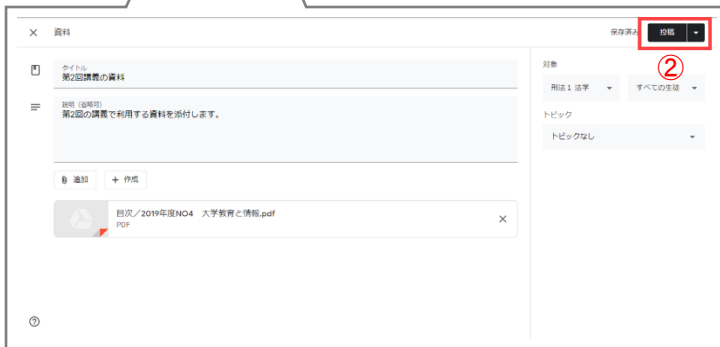 資料
保存済み
投稿
②
タイトル
第2回講義の資料
説明（省略可）
第2回の講義で利用する資料を添付します。
追加
作成
目次／2019年度NO4 大学教育と情報.pdf
PDF
対象
刑法1 法学
すべての生徒
トピック
トピックなし